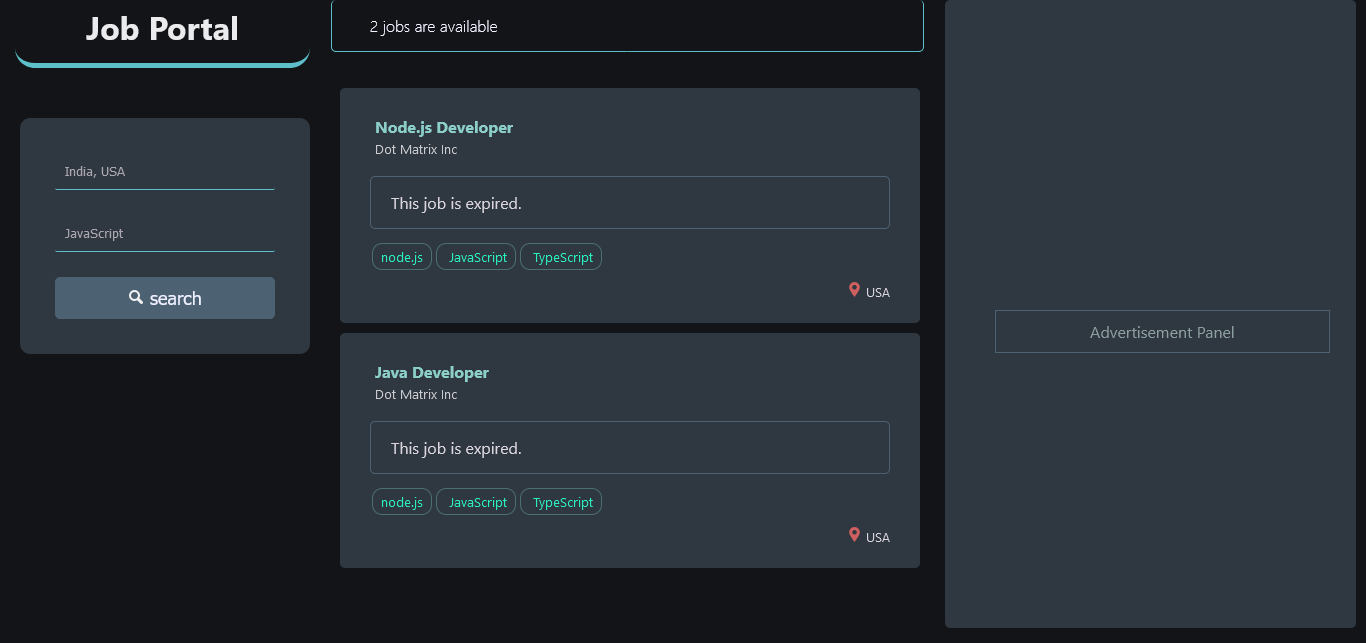 Job Portal
India, USA
JavaScript
search
2 jobs are available
Node.js Developer
Dot Matrix Inc
This job is expired.
node.js JavaScript TypeScript
USA
Java Developer
Dot Matrix Inc
This job is expired.
node.js JavaScript TypeScript
USA
Advertisement Panel